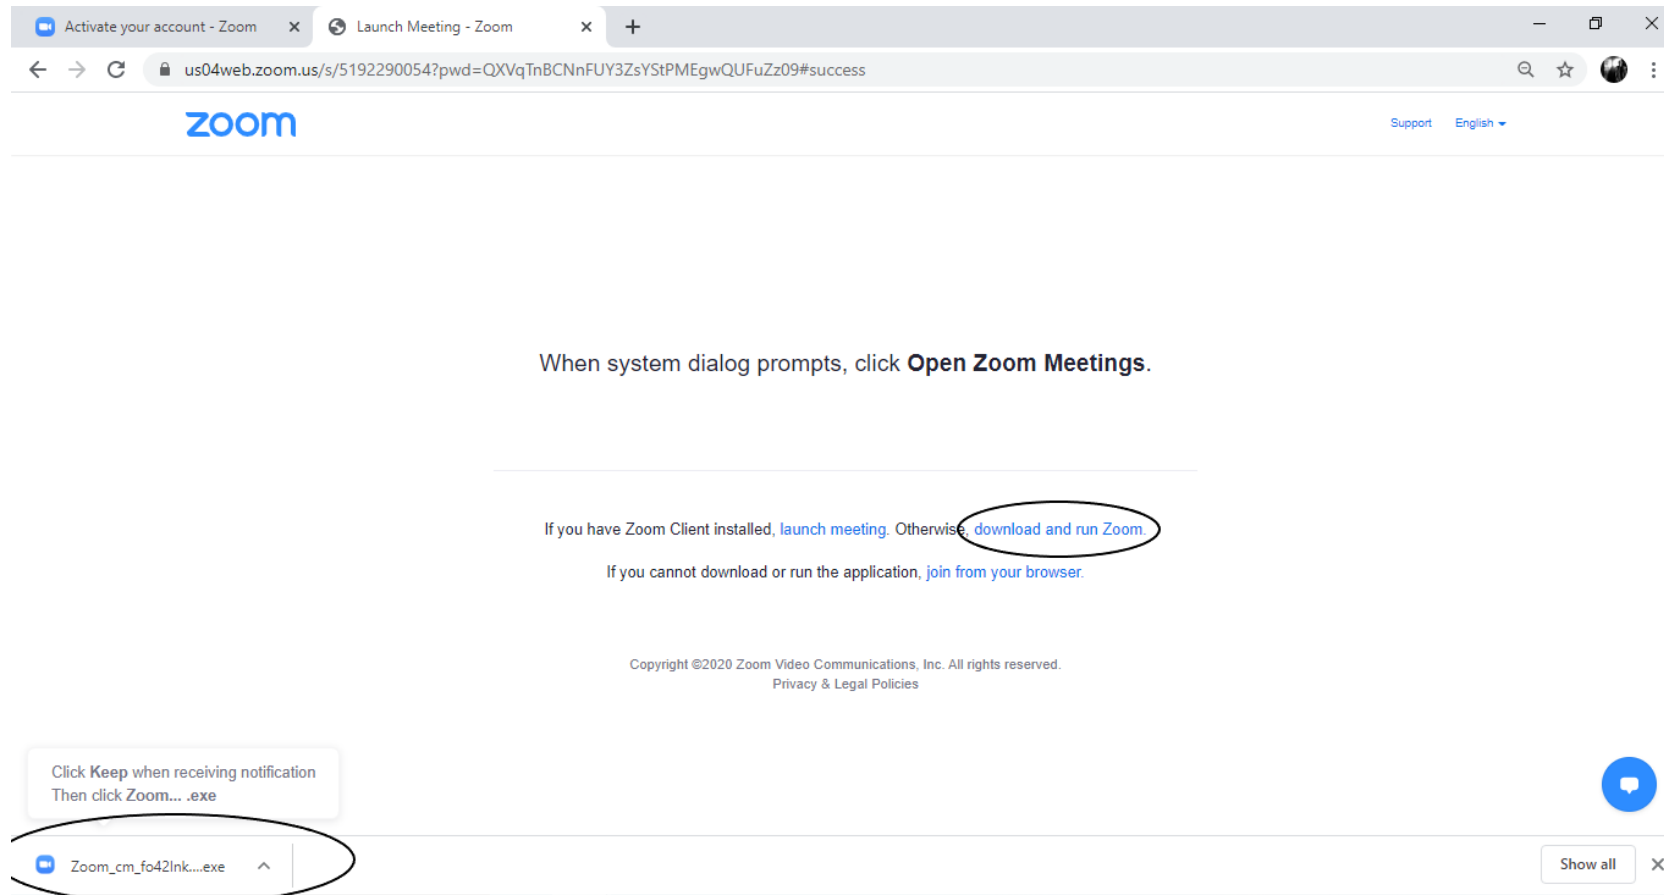 Activate your account - Zoom
Launch Meeting - Zoom
us04web.zoom.us/s/5192290054?pwd=QXVqTnBCNnFUY3ZsYStPMEgwQUFuZz09#success
zoom
Support English
When system dialog prompts, click Open Zoom Meetings.
If you have Zoom Client installed, launch meeting. Otherwise, download and run Zoom.
If you cannot download or run the application, join from your browser.
Copyright ©2020 Zoom Video Communications, Inc. All rights reserved.
Privacy & Legal Policies
Click Keep when receiving notification
Then click Zoom... .exe
Zoom_cm_fo42lnk....exe
Show all